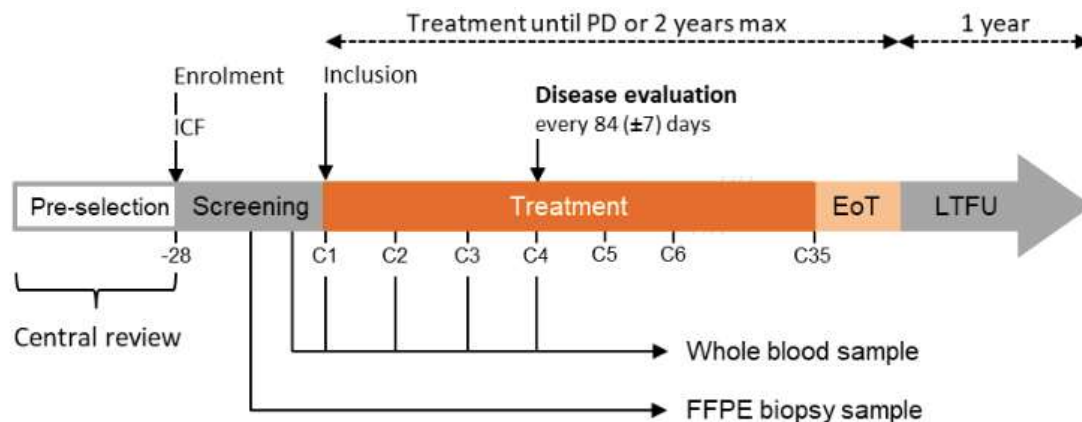 Treatment until PD or 2 years max
1 year
Enrolment
Inclusion
ICF
Disease evaluation
every 84 (±7) days
Pre-selection
Screening
Treatment
EoT
LTFU
-28
C1
C2
C3
C4
C5
C6
C35
Central review
Whole blood sample
FFPE biopsy sample